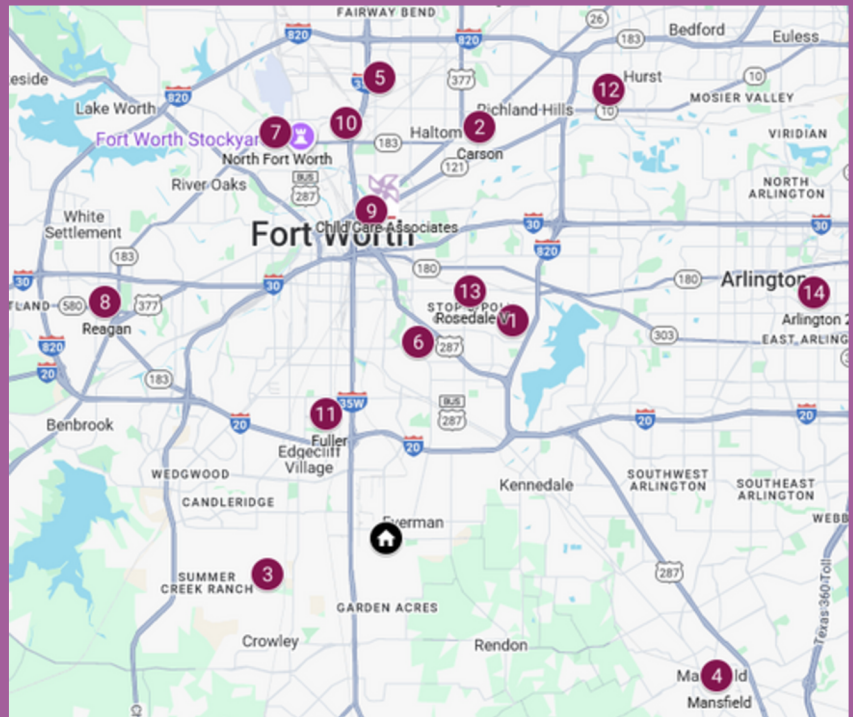 FAIRWAY BEND
820
820
26
183
Bedford
Euless
eside
820
5
377
12
Hurst
10
Lake Worth
10
MOSIER VALLEY
10
2
Richland Hills
7
Fort Worth Stockyar
Haltom
183
Carson
121
VIRIDIAN
North Fort Worth
River Oaks
BUS
287
NORTH
ARLINGTON
White
Settlement
9
Child Care Associates
Fort Worth
30
30
820
183
180
30
30
13
180
Arlington
14
TLAND
580
8
377
STOP
Rosedale
1
Arlington 2
Reagan
6
287
303
EAST ARLING
820
20
183
11
35W
BUS
287
20
20
20
20
Benbrook
Fuller
Edgecliff
Village
WEDGWOOD
CANDLERIDGE
Kennedale
SOUTHWEST
ARLINGTON
SOUTHEAST
ARLINGTON
WEBB
Everman
3
SUMMER
CREEK RANCH
287
GARDEN ACRES
Texas 360 Toll
Crowley
Rendon
4
Mansfield